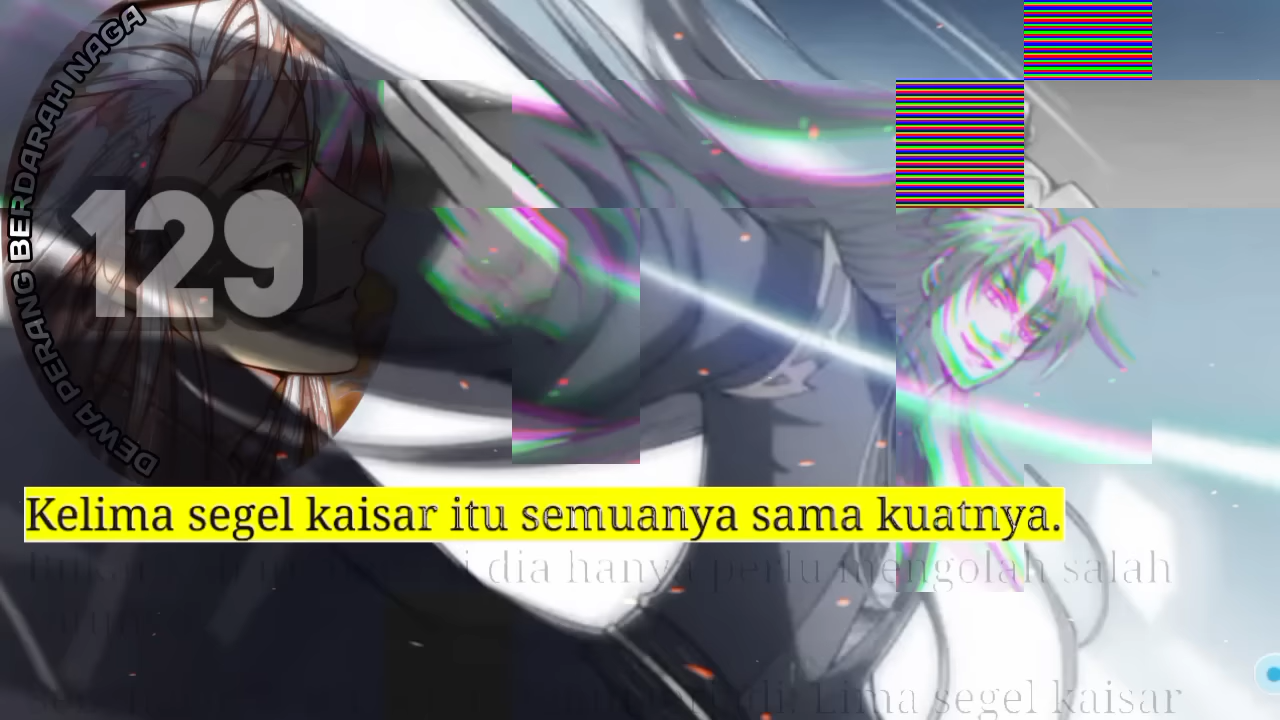 DEWA PERANG BERDARAH NAGA
129
Kelima segel kaisar itu semuanya sama kuatnya.
dia hanya perlu mengolah salah
Lima segel kaisar